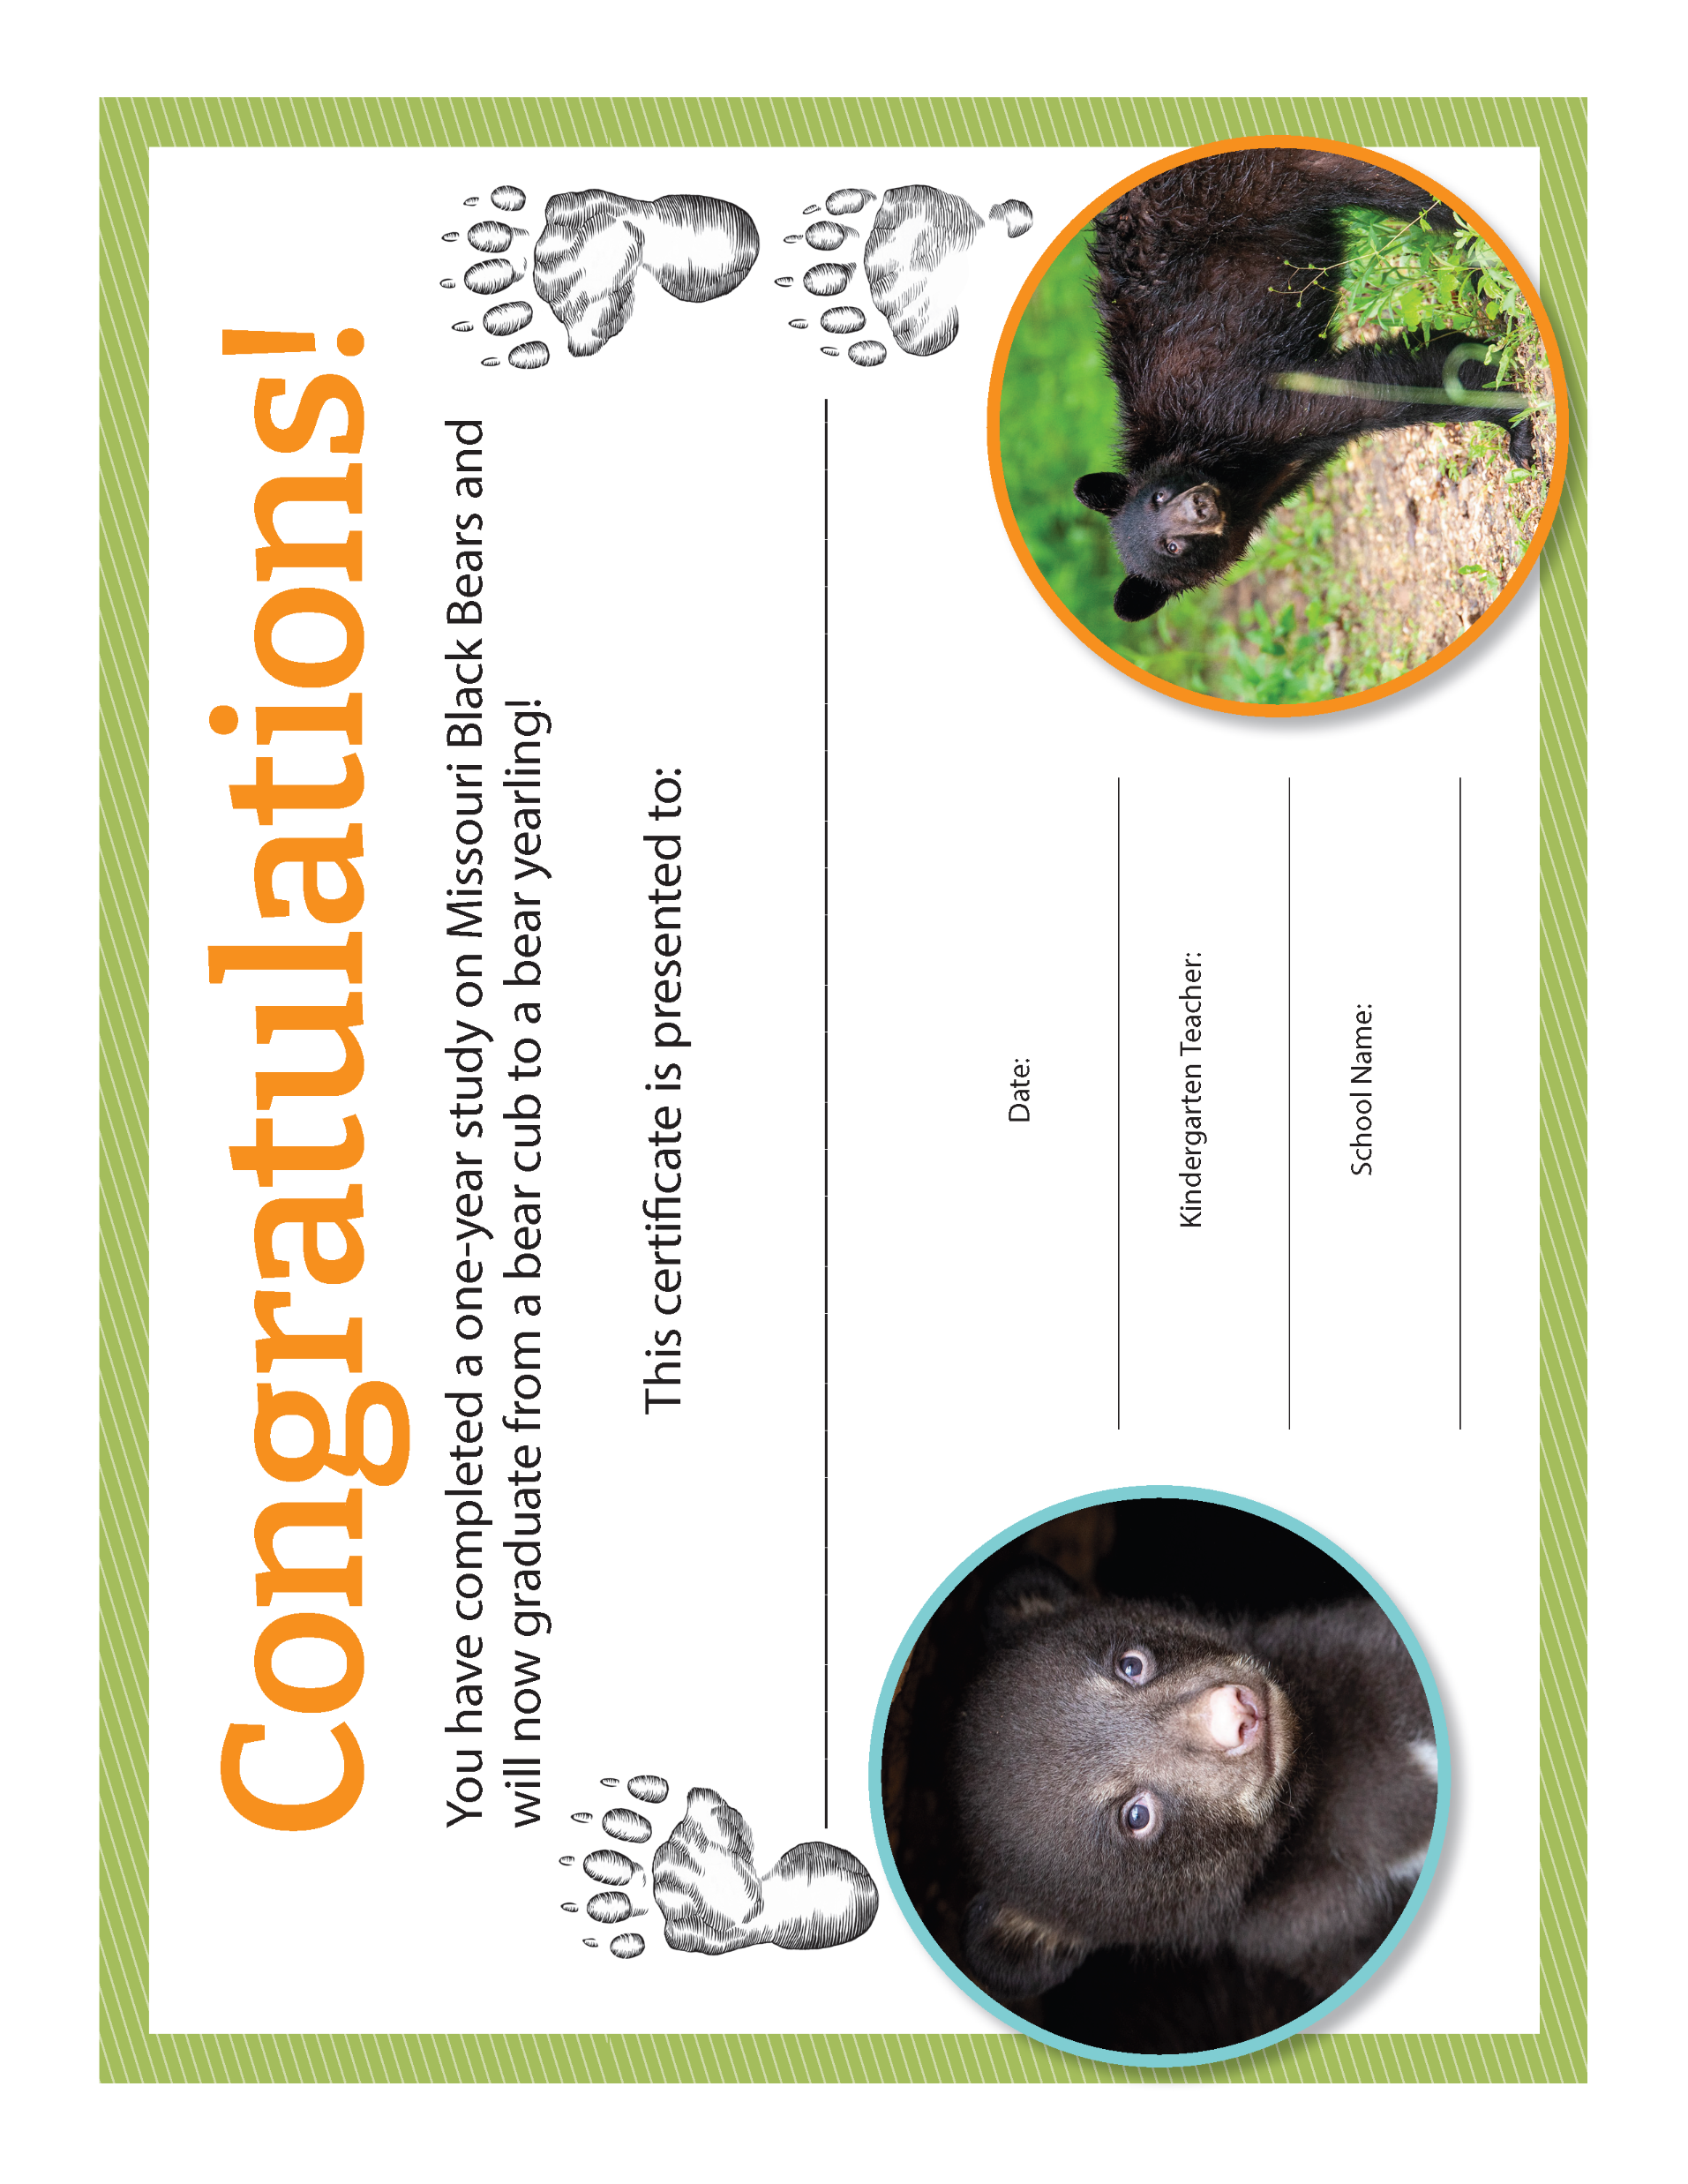 Congratulations!
You have completed a one-year study on Missouri Black Bears and
will now graduate from a bear cub to a bear yearling!
This certificate is presented to:
Date:
Kindergarten Teacher:
School Name: